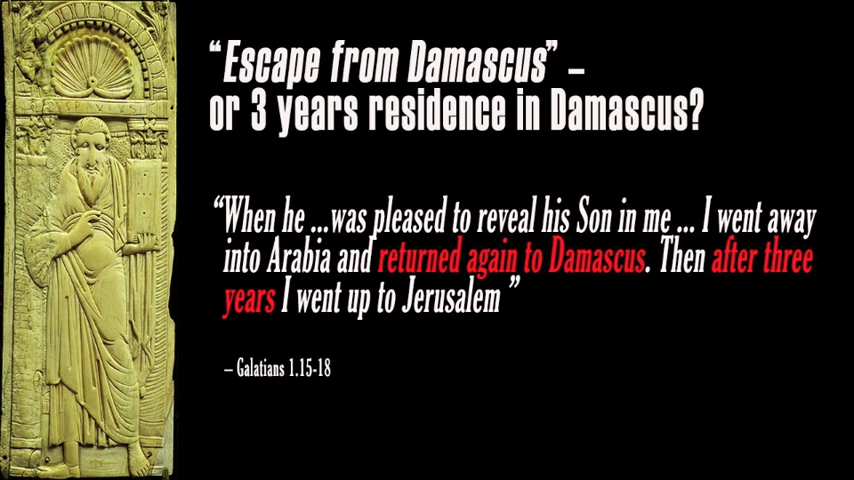 “Escape from Damascus” –
or 3 years residence in Damascus?
“When he ...was pleased to reveal his Son in me ... I went away
into Arabia and returned again to Damascus. Then after three
years I went up to Jerusalem ”
– Galatians 1.15-18